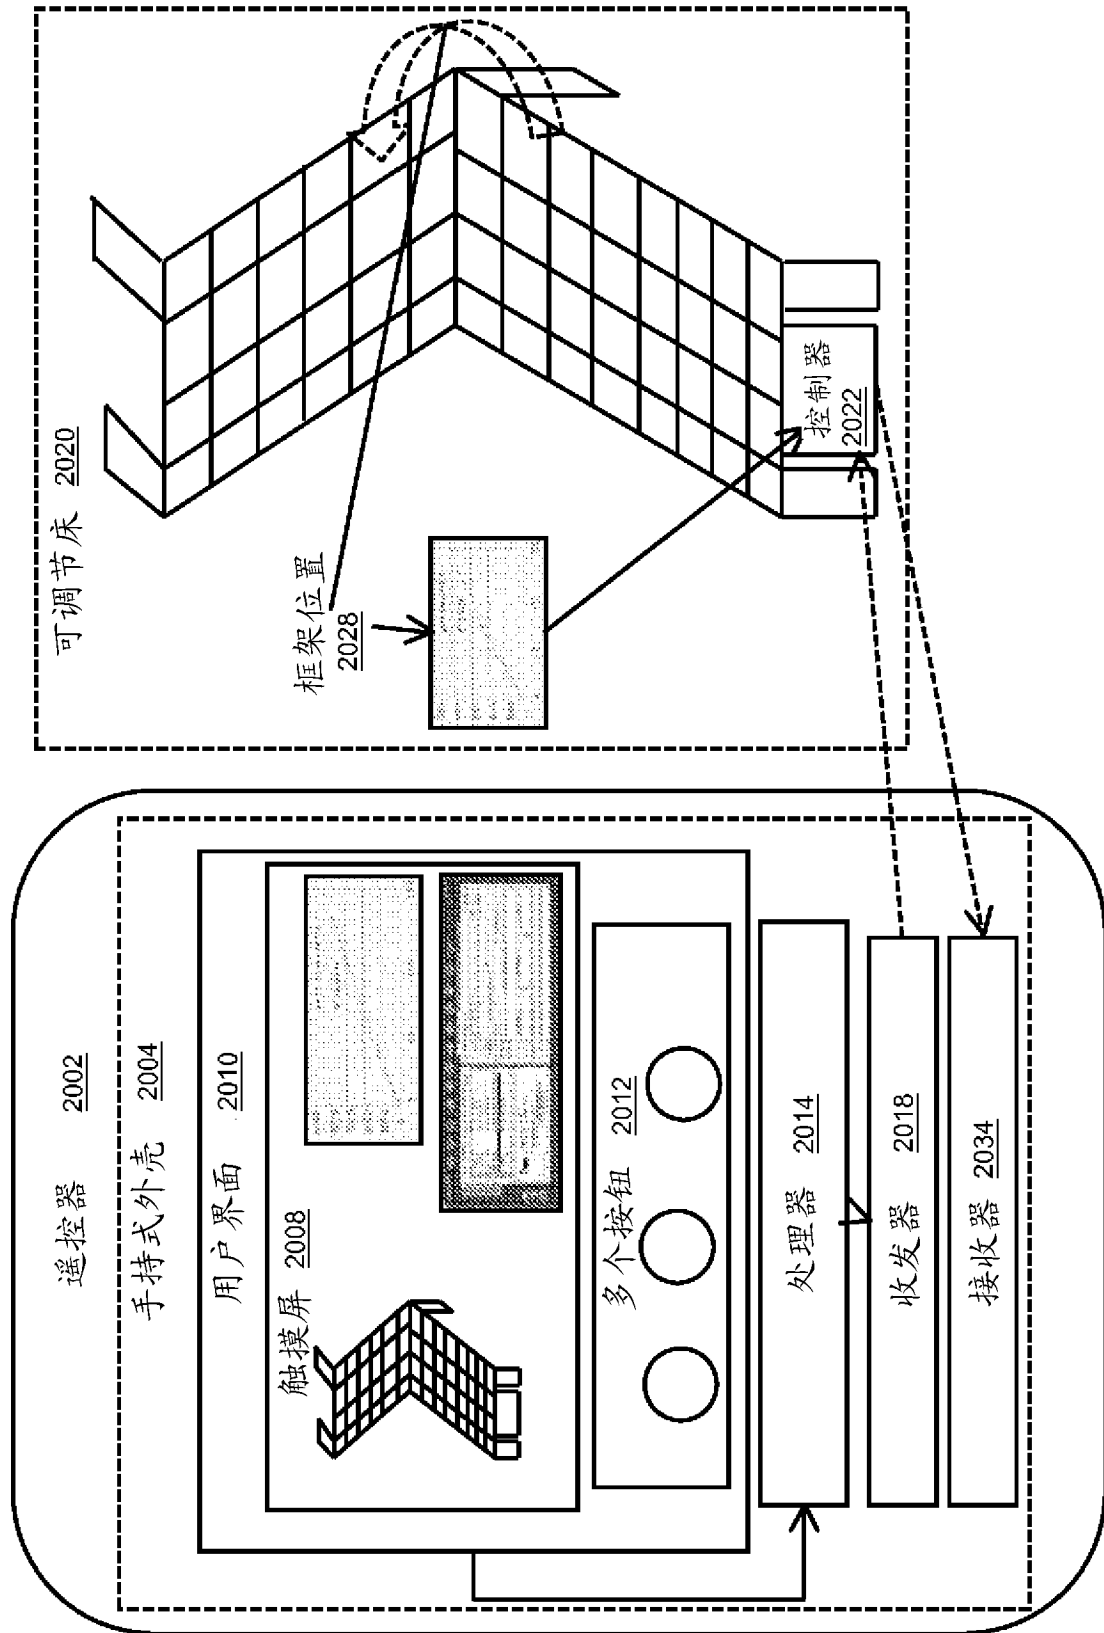 遥控器 2002
手持式外壳 2004
用户界面 2010
触摸屏 2008
多个按钮 2012
处理器 2014
收发器 2018
接收器 2034
可调节床 2020
框架位置
2028
控制器
2022